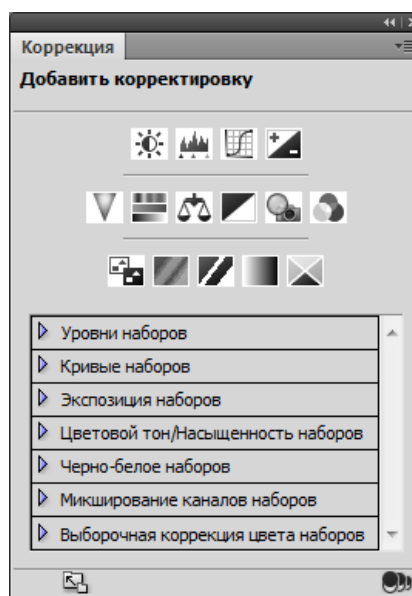 Коррекция
Добавить корректировку
Уровни наборов
Кривые наборов
Экспозиция наборов
Цветовой тон/Насыщенность наборов
Черно-белое наборов
Микширование каналов наборов
Выборочная коррекция цвета наборов